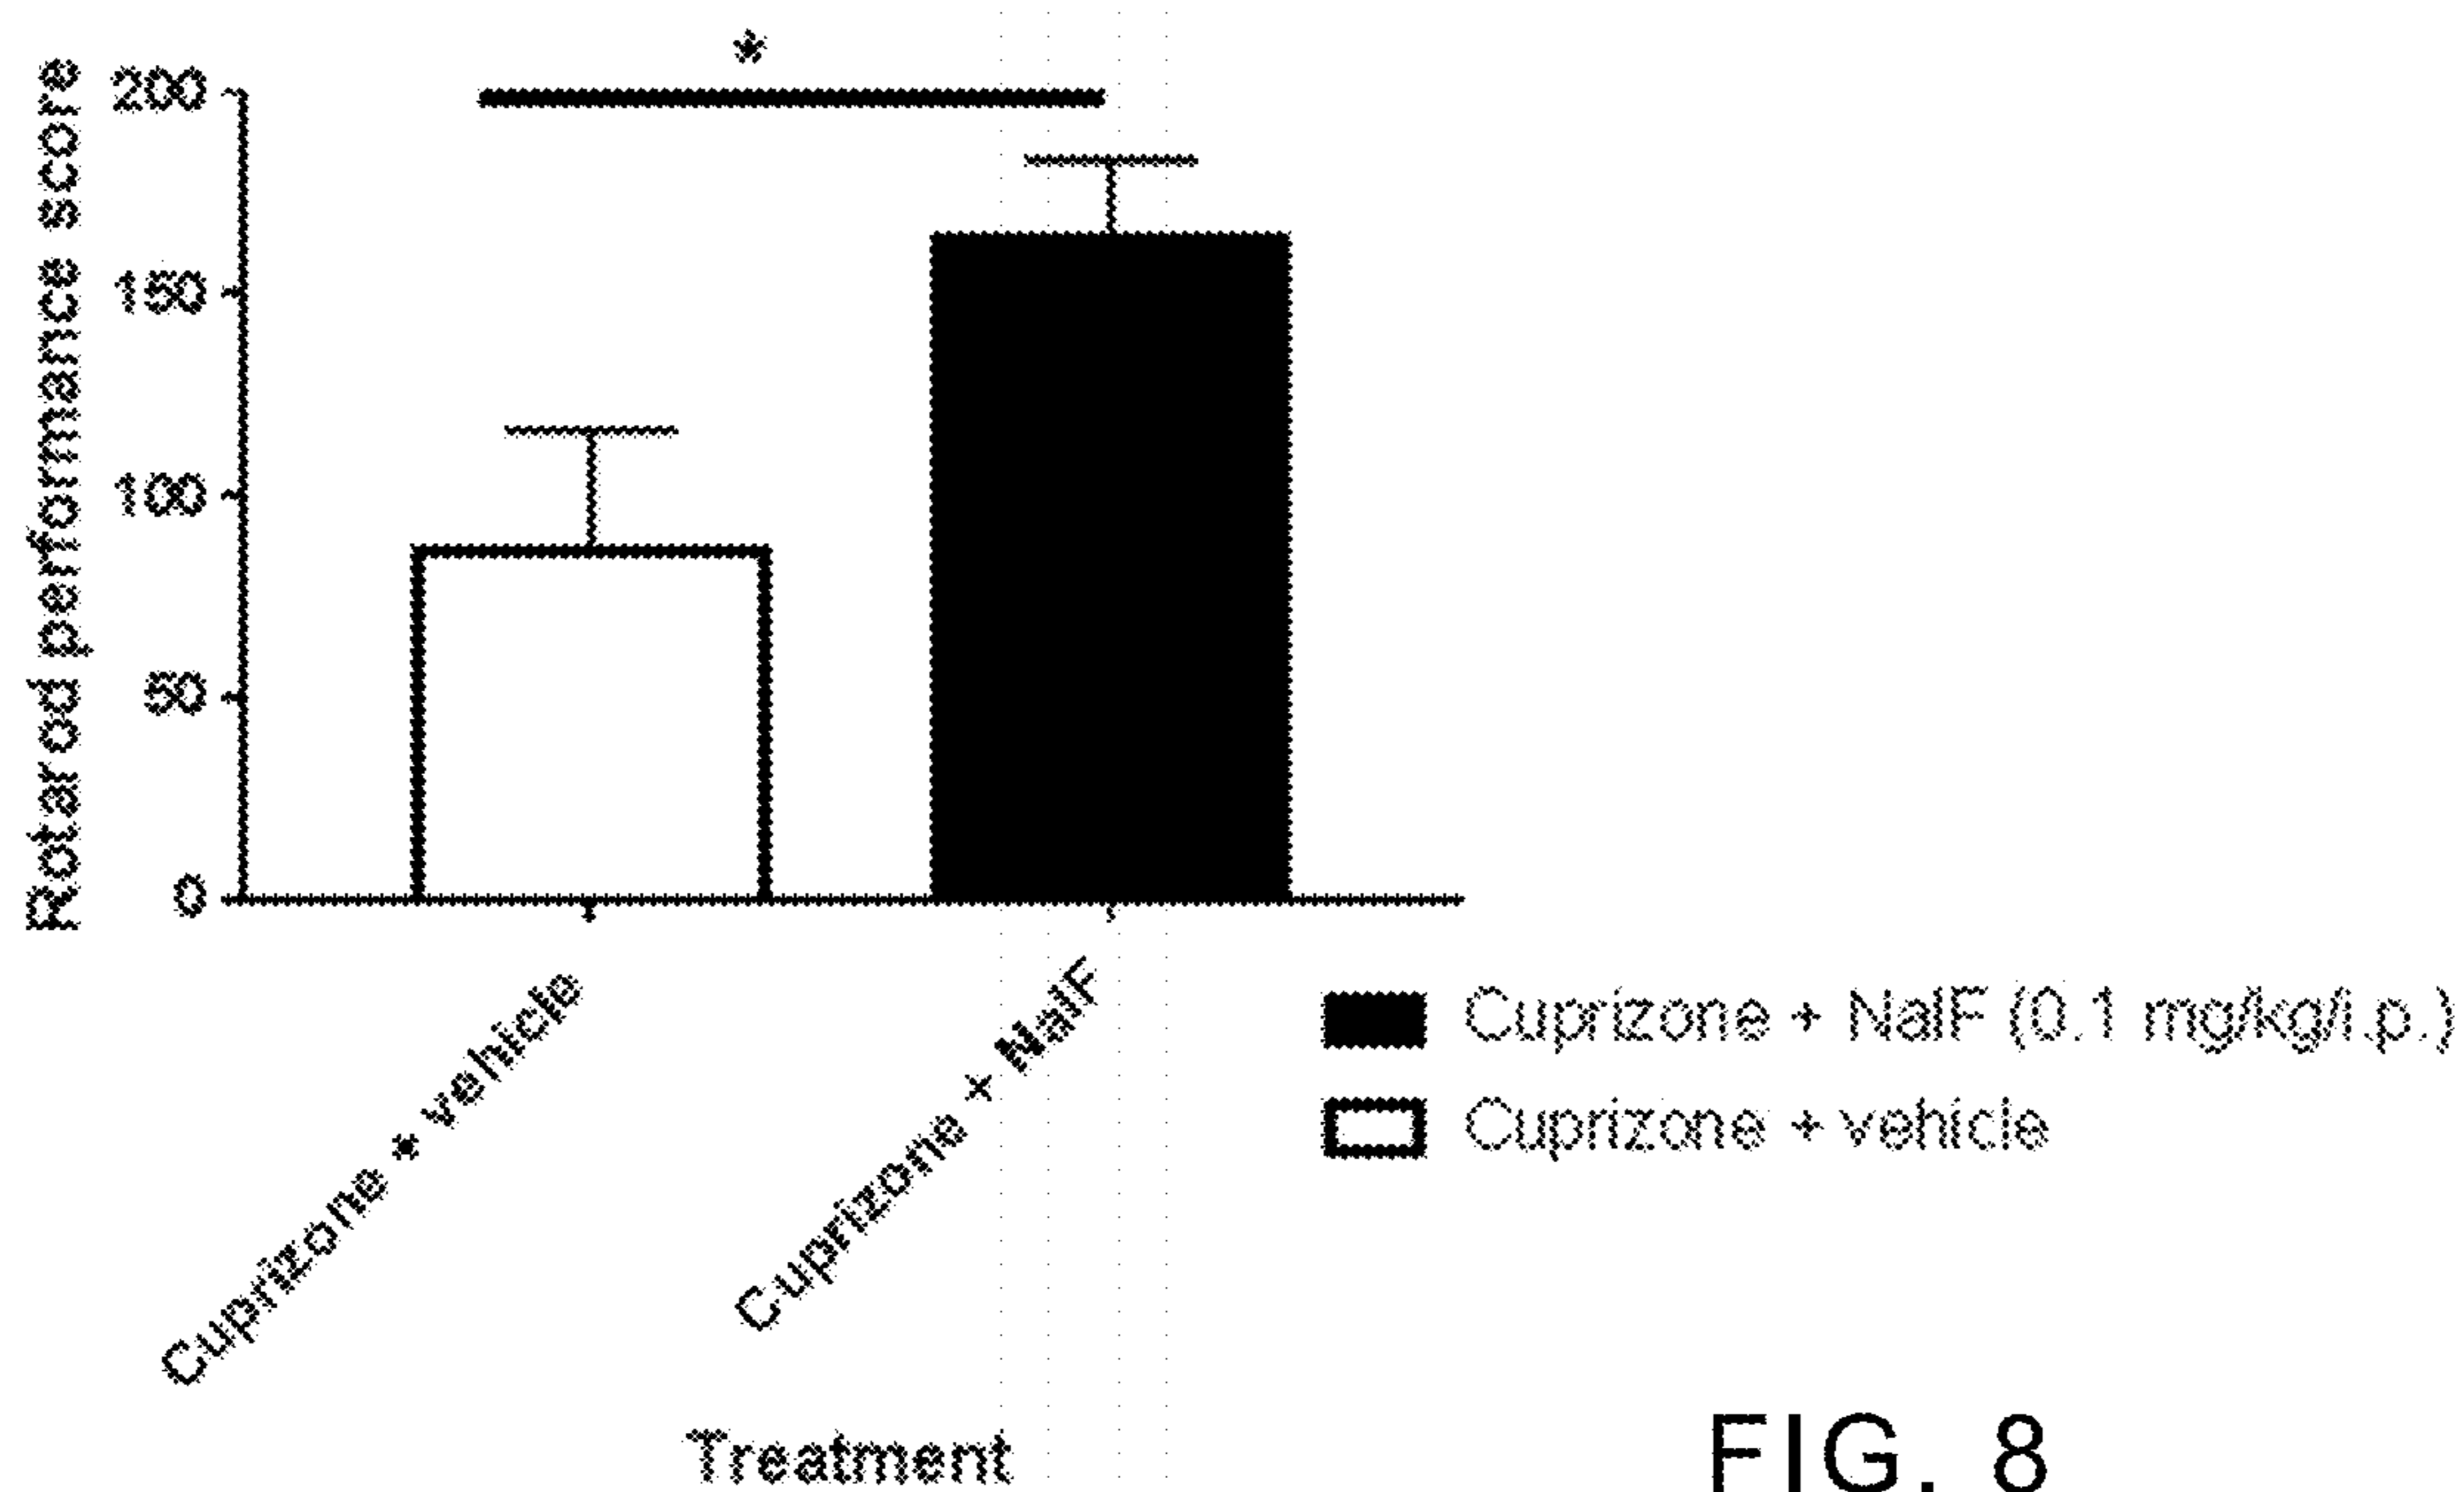 *
Rotarod performance score
200
150
100
50
0
Cuprizone + vehicle
Cuprizone + NalF
Cuprizone + NalF (0.1 mg/kg/i.p.)
Cuprizone + vehicle
Treatment
FIG. 8